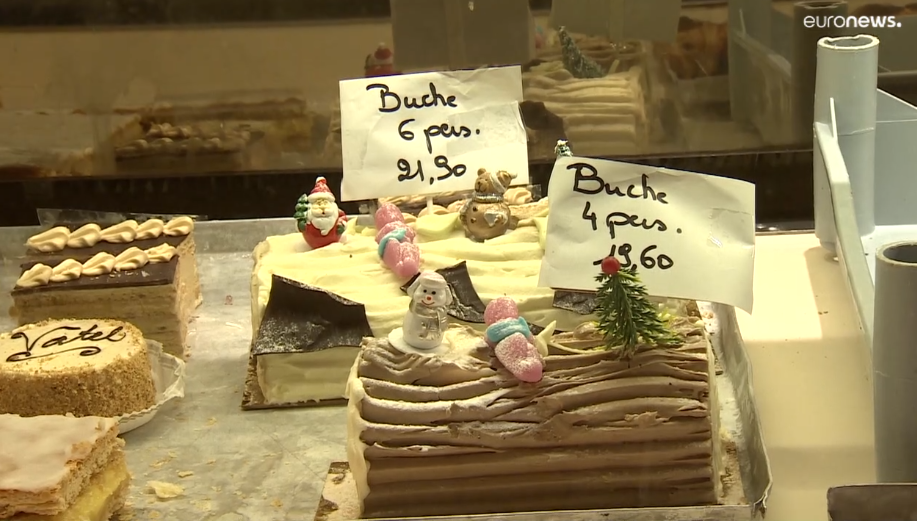 euronews.
Buche
6 pers.
21,90
Buche
4 pers.
19,60
Vatel